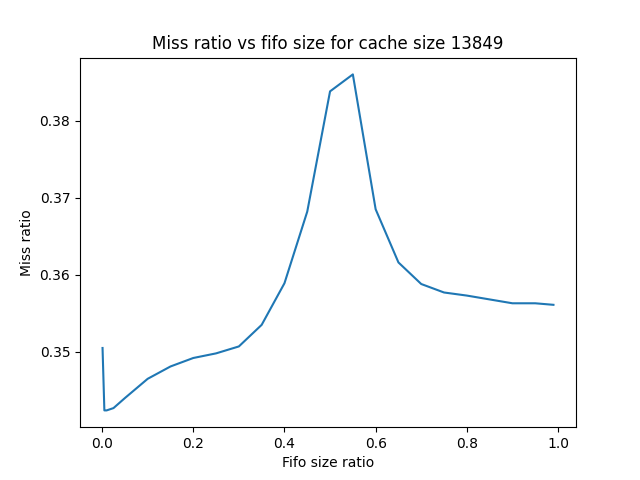 Miss ratio vs fifo size for cache size 13849
Miss ratio
0.38
0.37
0.36
0.35
0.0 0.2 0.4 0.6 0.8 1.0
Fifo size ratio